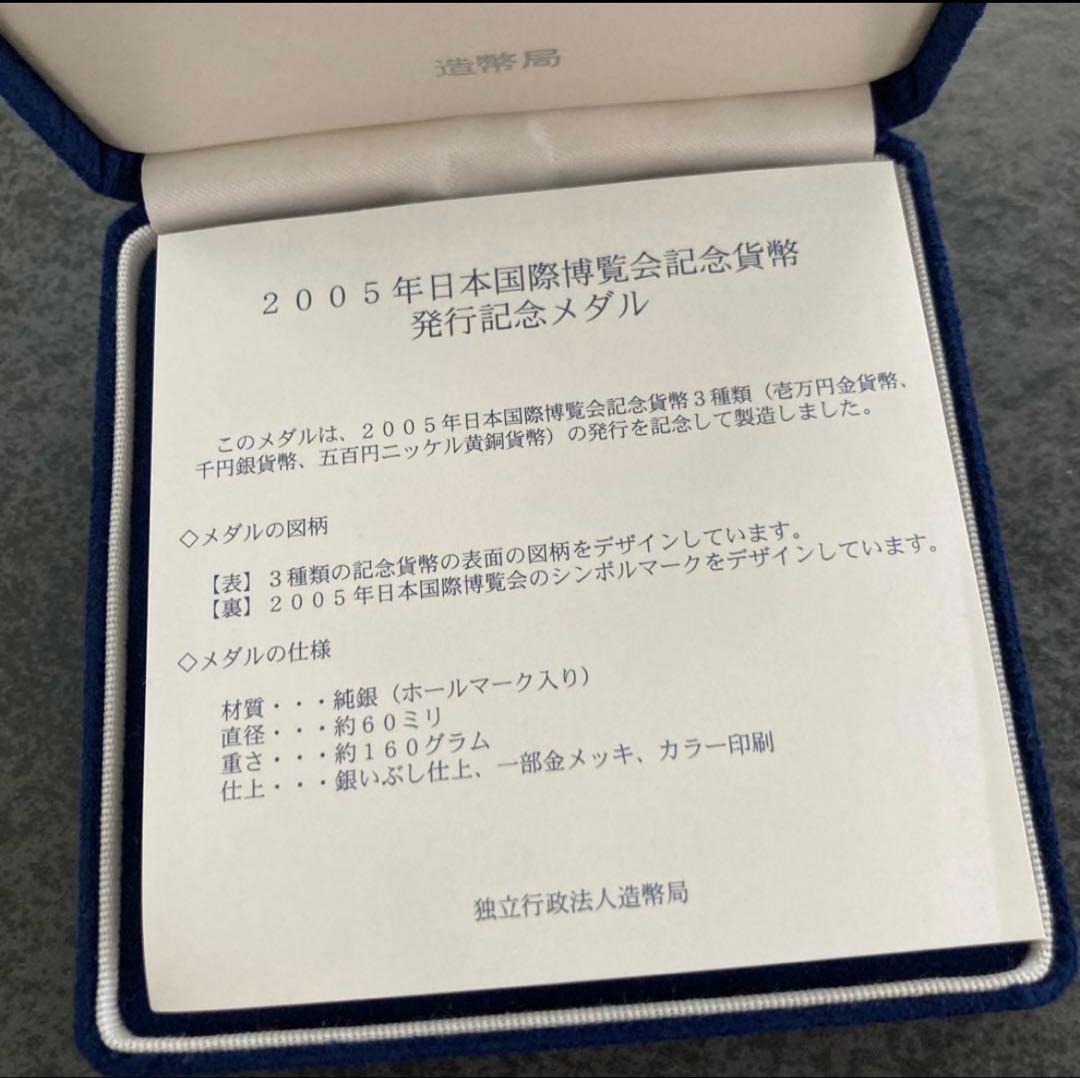 造幣局
２００５年日本国際博覧会記念貨幣
発行記念メダル
このメダルは、２００５年日本国際博覧会記念貨幣３種類（壱万円金貨幣、
千円銀貨幣、五百円ニッケル黄銅貨幣）の発行を記念して製造しました。
◇メダルの図柄
【表】３種類の記念貨幣の表面の図柄をデザインしています。
【裏】２００５年日本国際博覧会のシンボルマークをデザインしています。
◇メダルの仕様
材質・・・純銀（ホールマーク入り）
直径・・・約６０ミリ
重さ・・・約１６０グラム
仕上・・・銀いぶし仕上、一部金メッキ、カラー印刷
独立行政法人造幣局